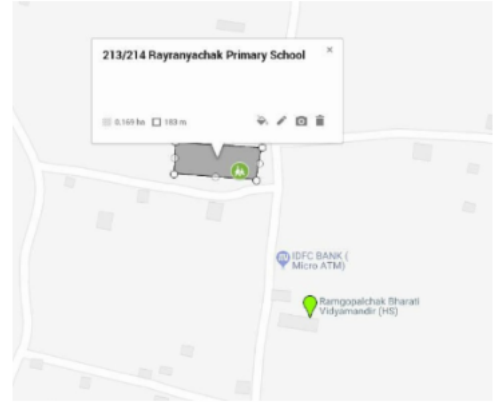 213/214 Rayranyachak Primary School
0.169 ha 183 m
IDFC BANK (
Micro ATM)
Ramgopalchak Bharati
Vidyamandir (HS)